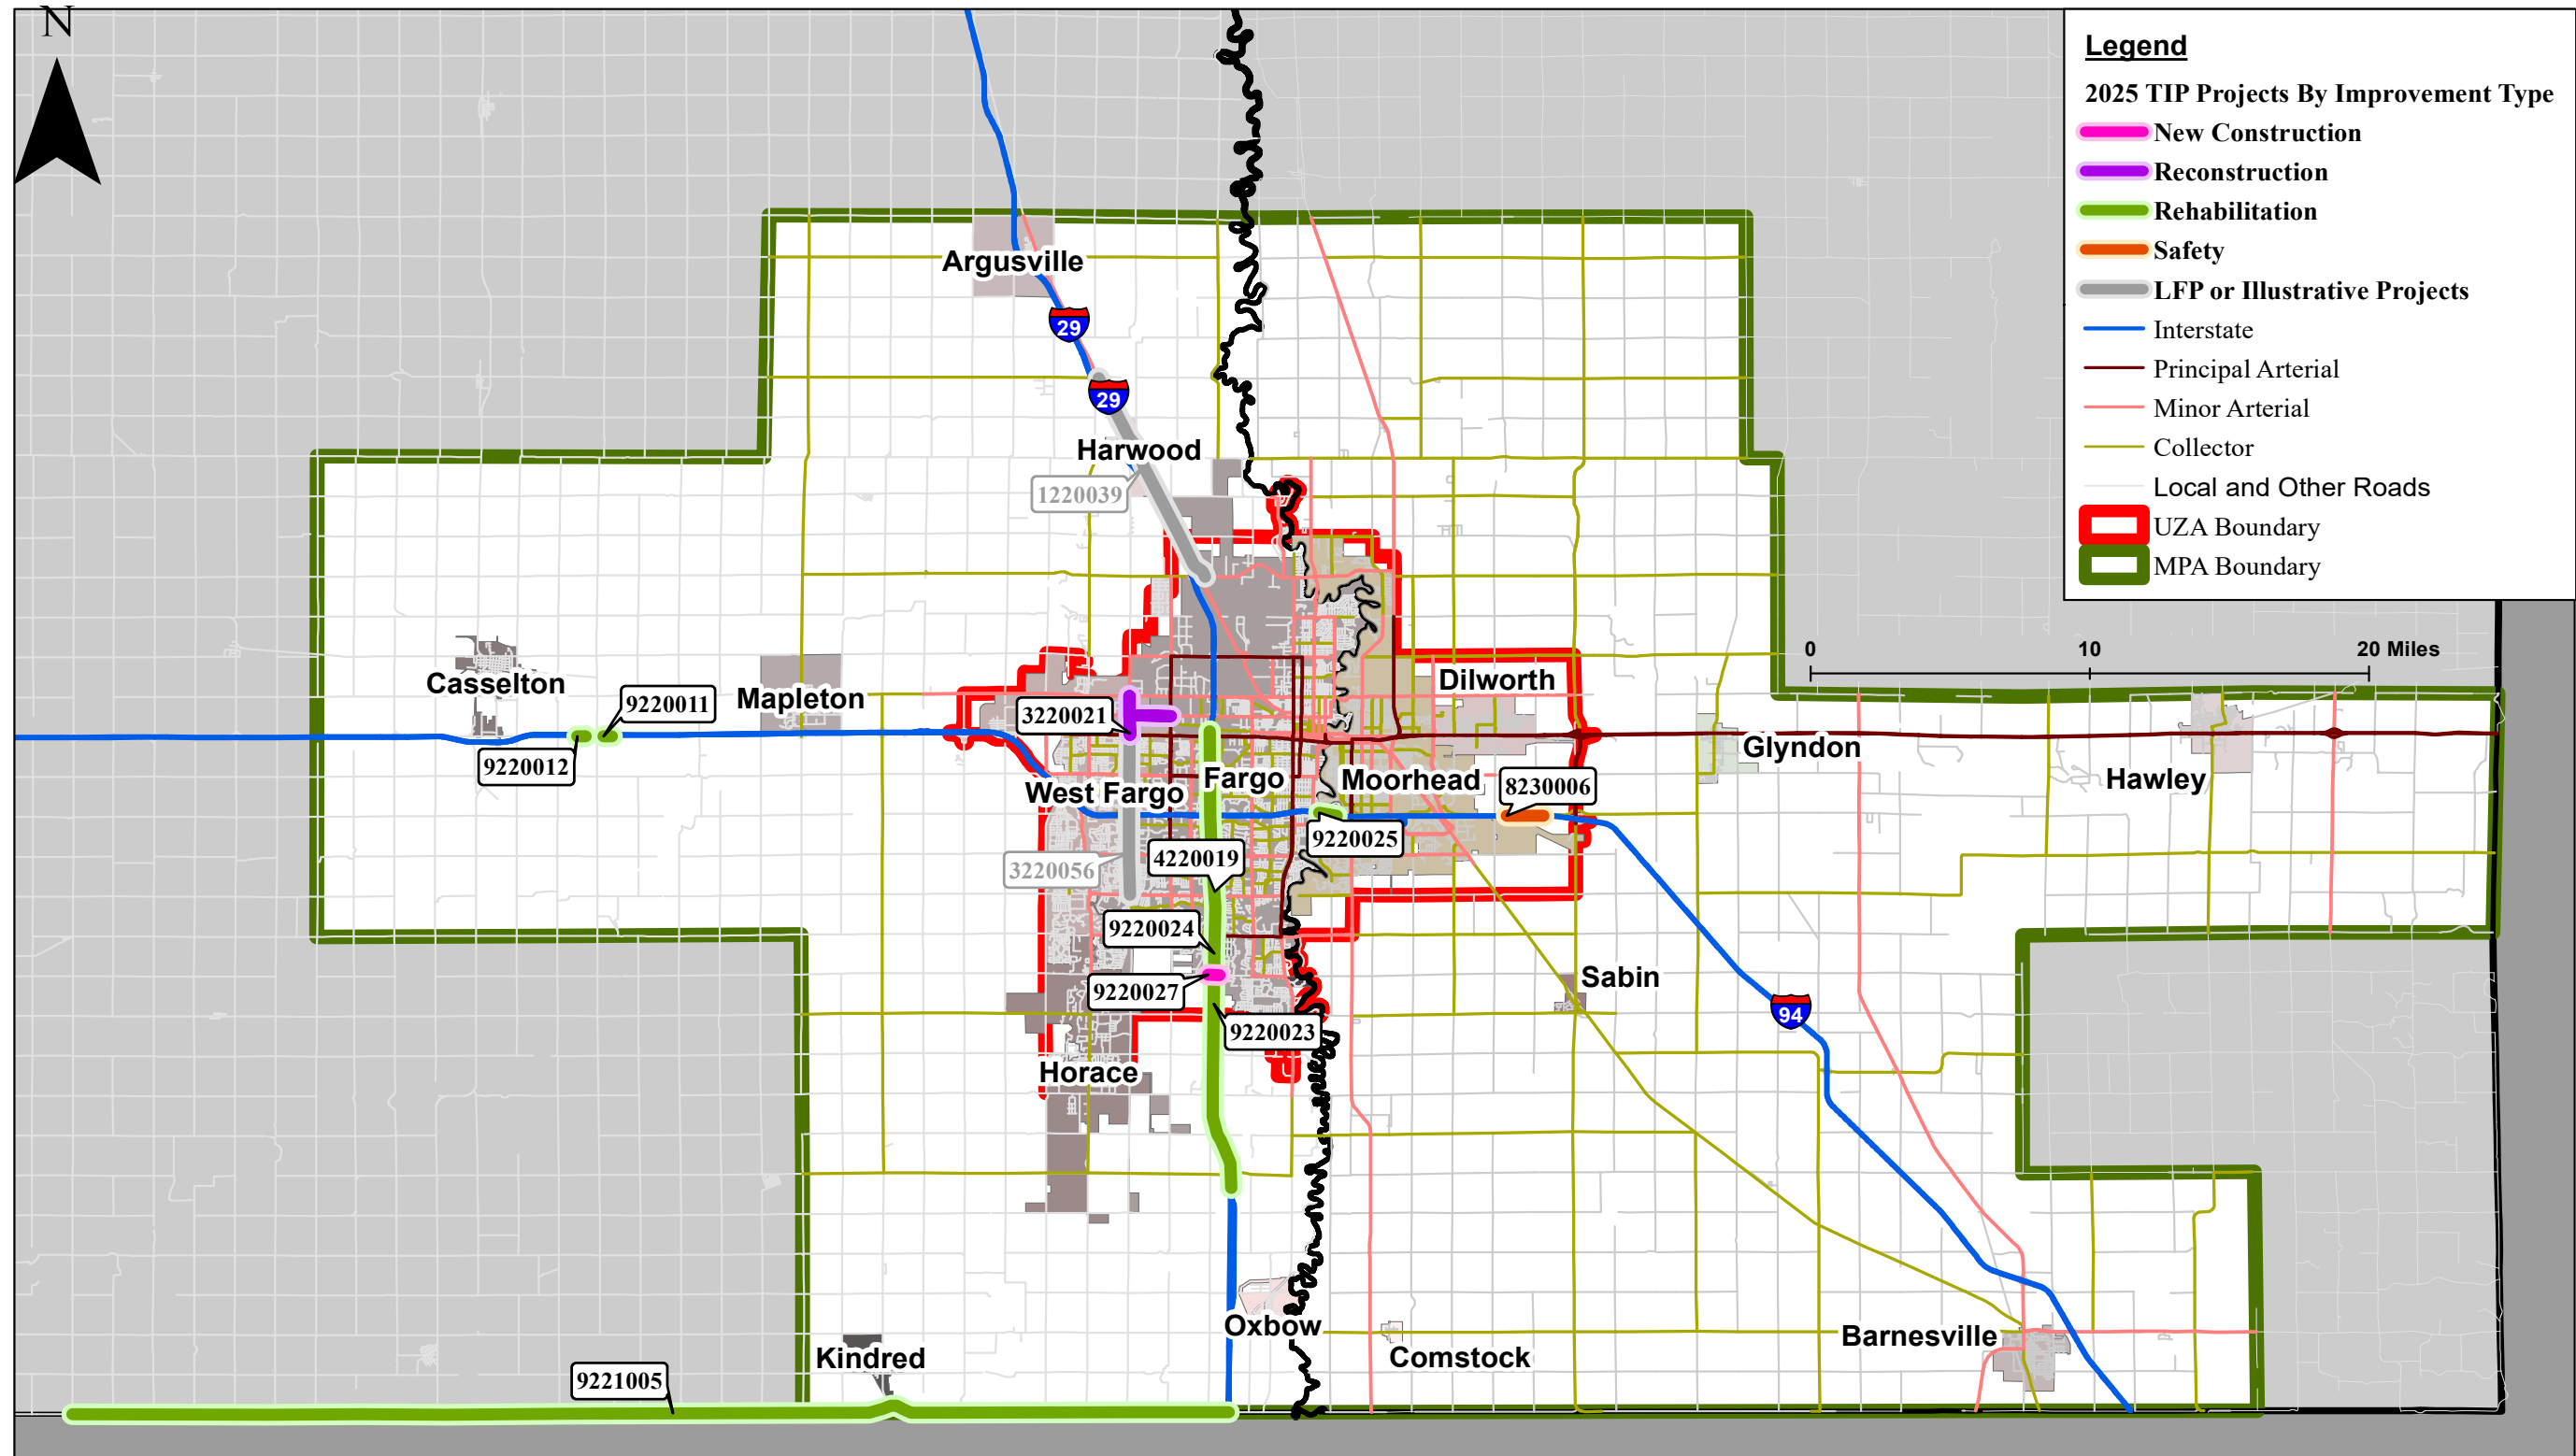 N
Legend
2025 TIP Projects By Improvement Type
New Construction
Reconstruction
Rehabilitation
Safety
LFP or Illustrative Projects
Interstate
Principal Arterial
Minor Arterial
Collector
Local and Other Roads
UZA Boundary
MPA Boundary
0 10 20 Miles
Argusville
29
29
Harwood
1220039
Casselton
9220011
Mapleton
9220012
3220021
Dilworth
Glyndon
Hawley
West Fargo
Fargo
Moorhead
8230006
9220025
3220056
4220019
9220024
9220027
9220023
Sabin
94
Horace
Oxbow
Comstock
Barnesville
Kindred
9221005